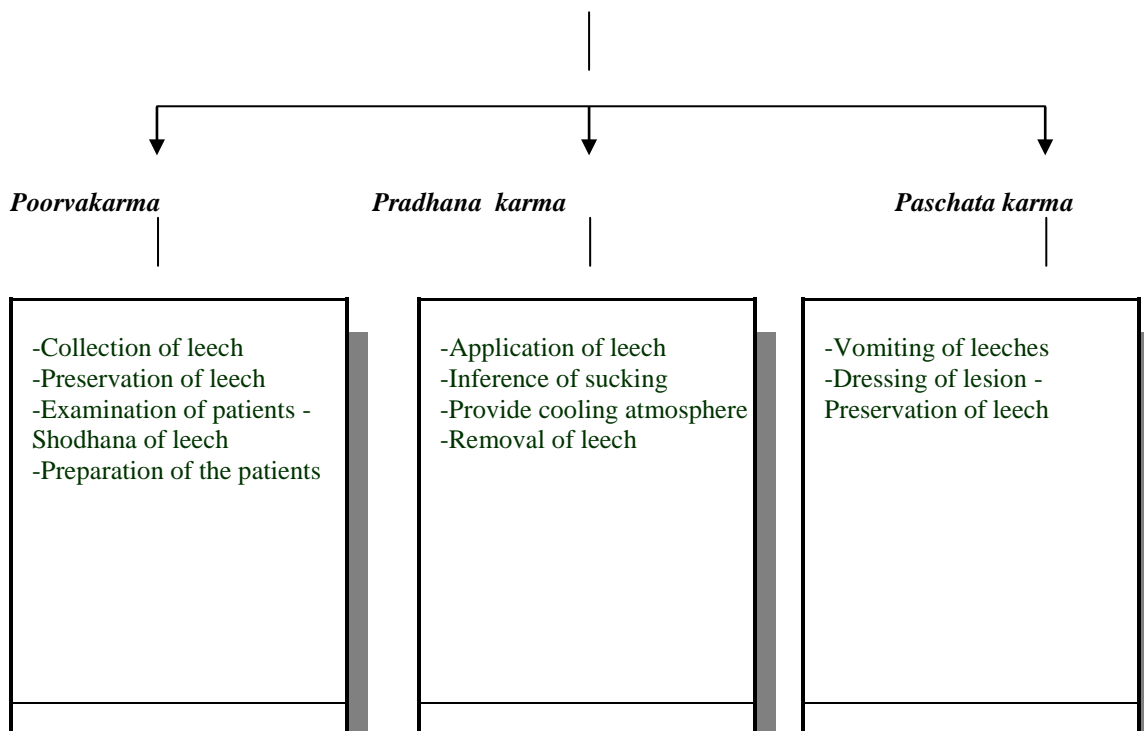 Poorvakarma
Pradhana karma
Paschata karma
-Collection of leech
-Preservation of leech
-Examination of patients -
Shodhana of leech
-Preparation of the patients
-Application of leech
-Inference of sucking
-Provide cooling atmosphere
-Removal of leech
-Vomiting of leeches
-Dressing of lesion -
Preservation of leech